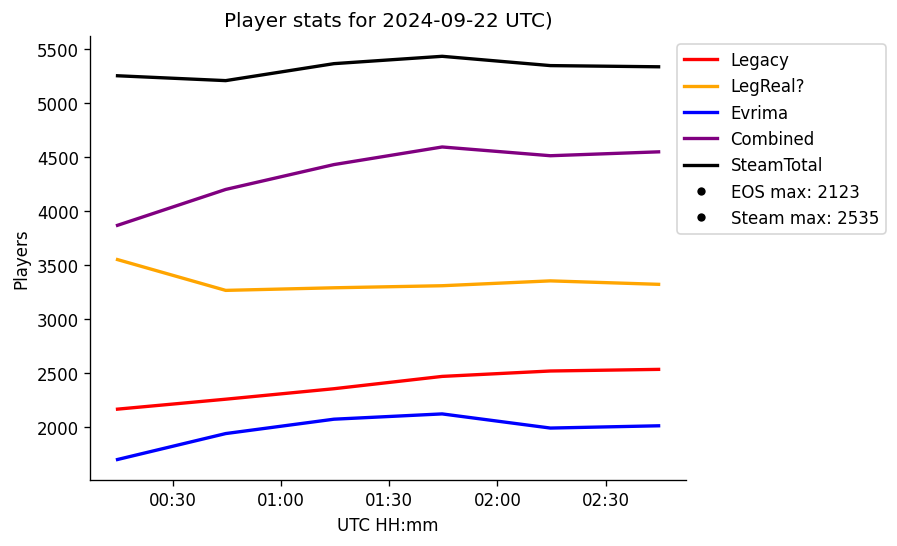 Player stats for 2024-09-22 UTC)
5500
5000
4500
4000
3500
3000
2500
2000
Players
00:30 01:00 01:30 02:00 02:30
UTC HH:mm
Legacy
LegReal?
Evrima
Combined
SteamTotal
EOS max: 2123
Steam max: 2535